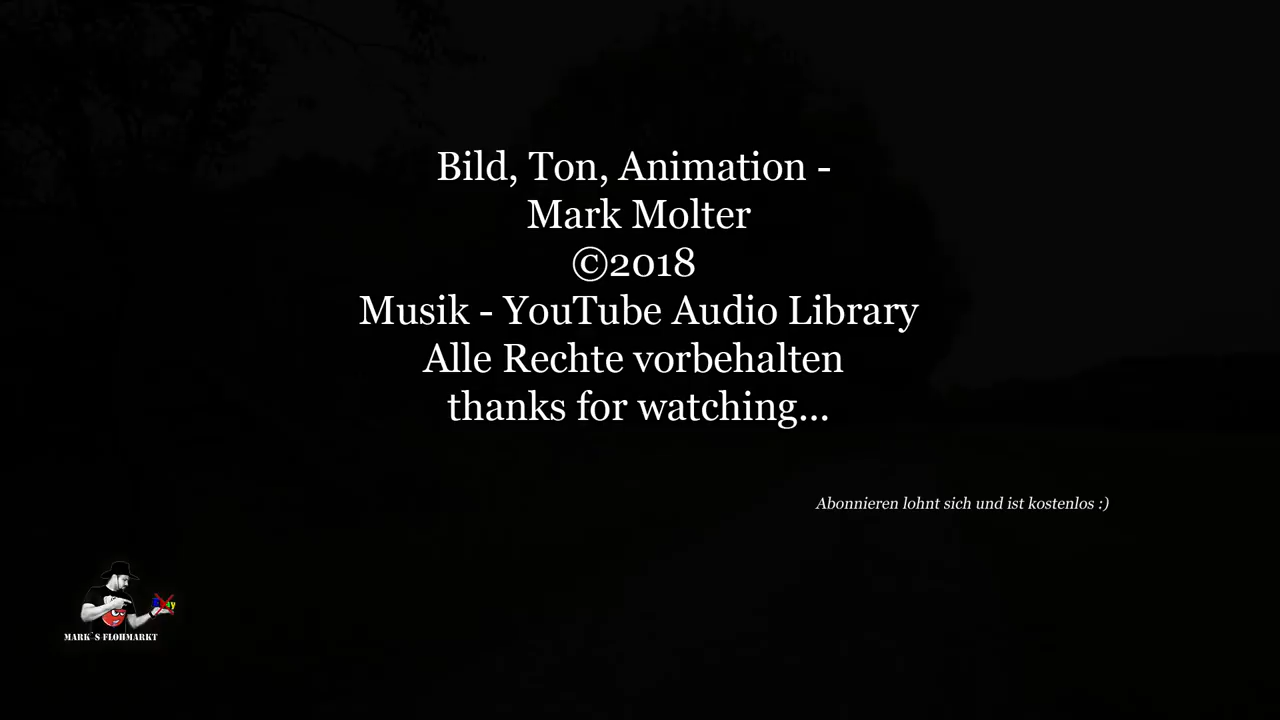 Bild, Ton, Animation -
Mark Molter
©2018
Musik - YouTube Audio Library
Alle Rechte vorbehalten
thanks for watching...
Abonnieren lohnt sich und ist kostenlos :)
MARK`S FLOHMARKT